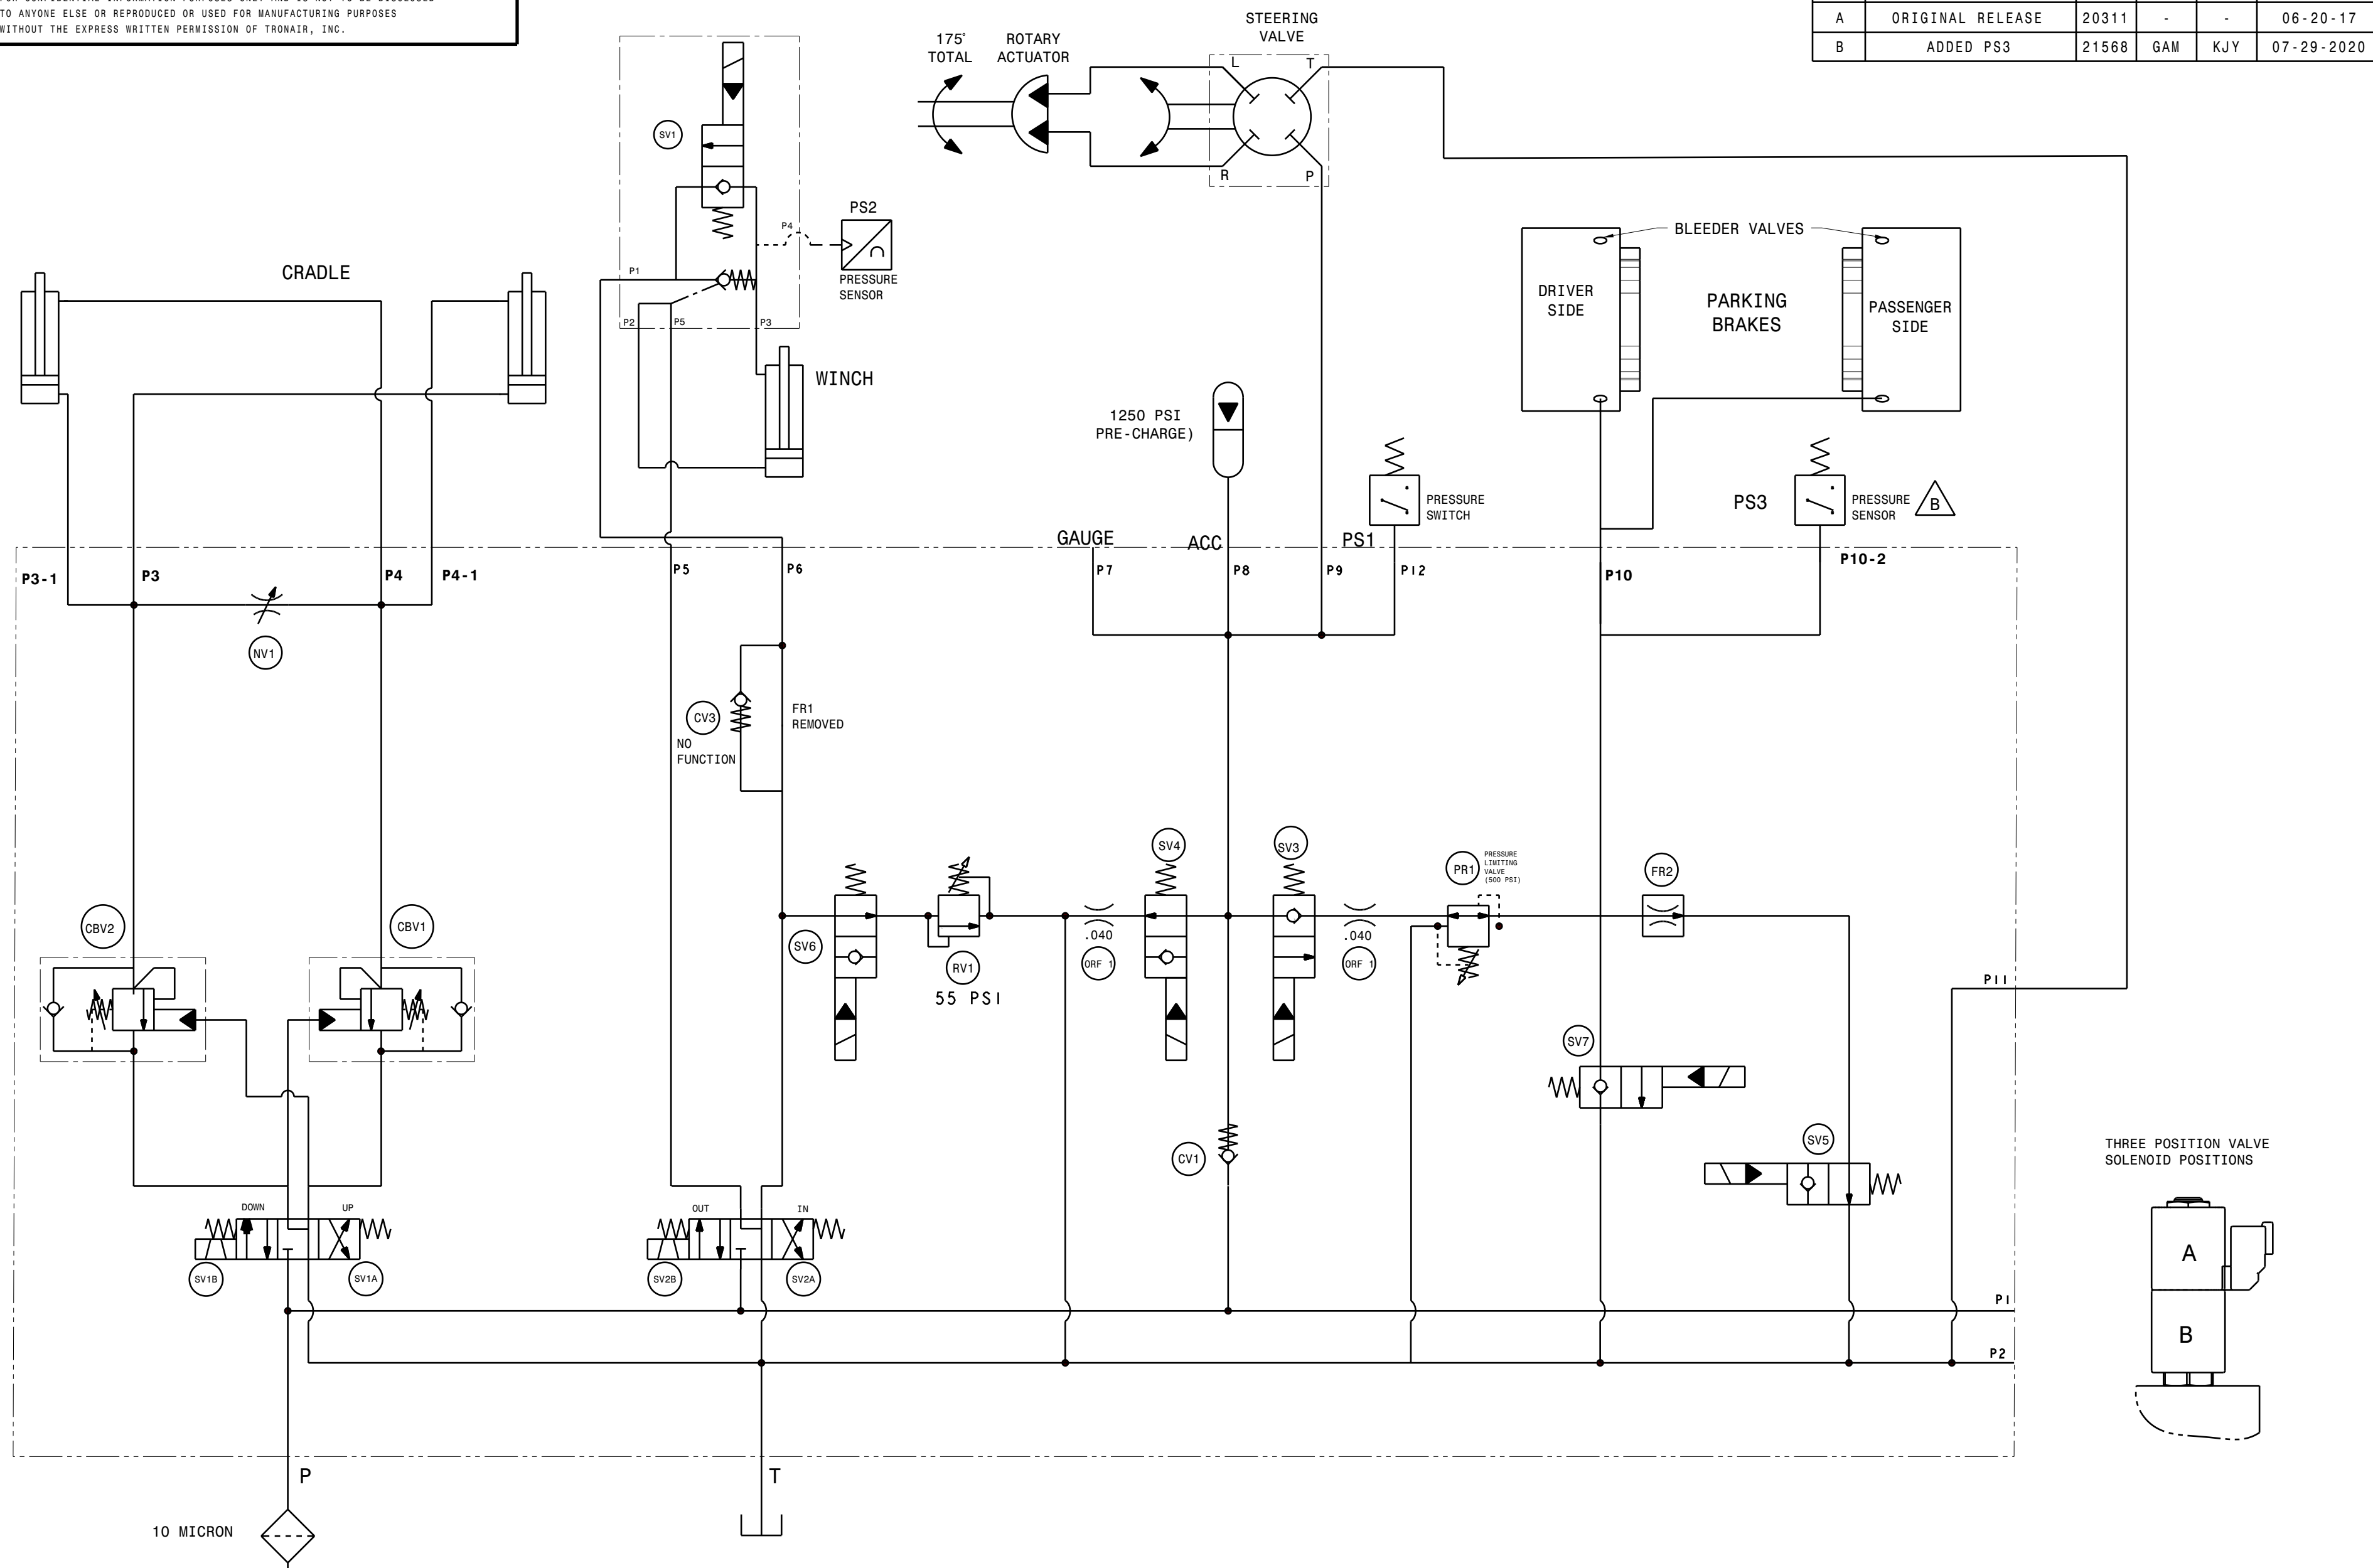 TO ANYONE ELSE OR REPRODUCED OR USED FOR MANUFACTURING PURPOSES
WITHOUT THE EXPRESS WRITTEN PERMISSION OF TRONAIR, INC.
A ORIGINAL RELEASE 20311 - - 06-20-17
B ADDED PS3 21568 GAM KJY 07-29-2020
STEERING
VALVE
175°
TOTAL
ROTARY
ACTUATOR
L
T
R
P
SV1
PS2
P4
PRESSURE
SENSOR
P1
P2
P5
P3
WINCH
CRADLE
BLEEDER VALVES
DRIVER
SIDE
PARKING
BRAKES
PASSENGER
SIDE
1250 PSI
PRE-CHARGE)
PRESSURE
SWITCH
PS3
PRESSURE
SENSOR
B
GAUGE
ACC
PS1
P3-1
P3
P4
P4-1
P5
P6
P7
P8
P9
P12
P10
P10-2
NV1
CV3
NO
FUNCTION
FR1
REMOVED
CBV2
CBV1
SV6
RV1
55 PSI
.040
ORF 1
SV4
SV3
.040
ORF 1
PR1
PRESSURE
LIMITING
VALVE
(500 PSI)
FR2
P11
SV7
SV5
CV1
THREE POSITION VALVE
SOLENOID POSITIONS
A
B
DOWN
UP
SV1B
SV1A
OUT
IN
SV2B
SV2A
P1
P2
P
T
10 MICRON